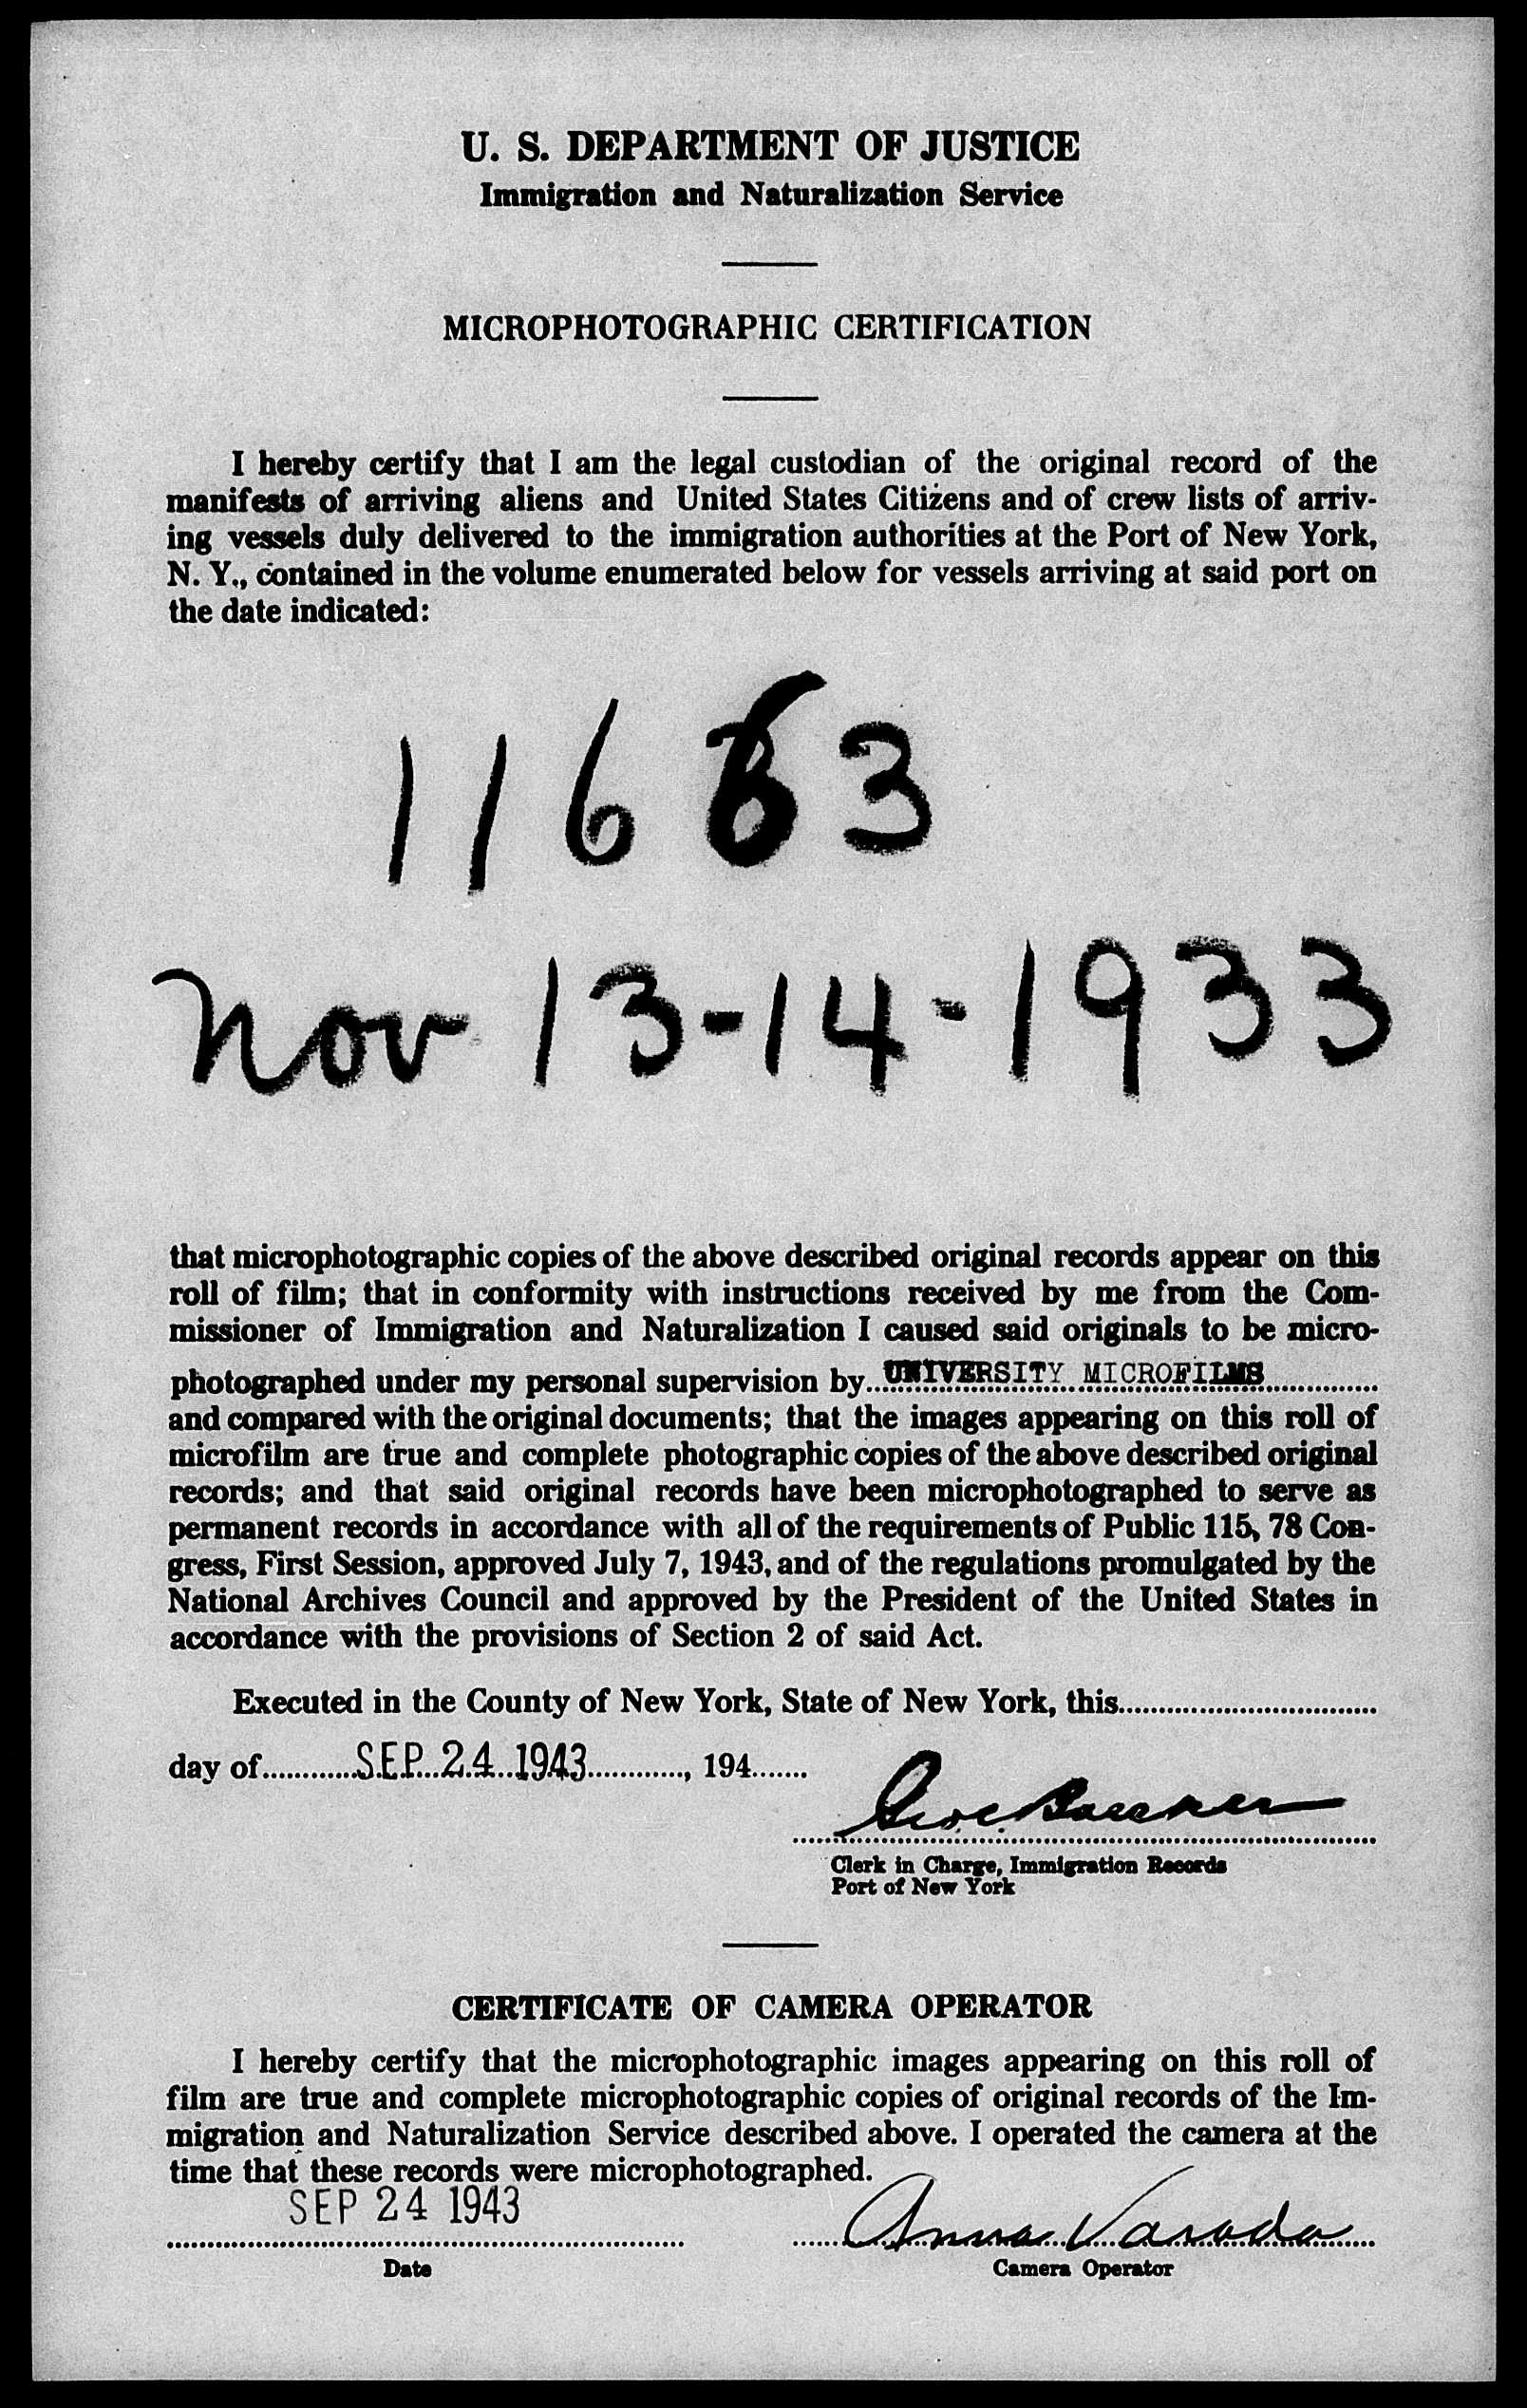 U. S. DEPARTMENT OF JUSTICE
Immigration and Naturalization Service
MICROPHOTOGRAPHIC CERTIFICATION
I hereby certify that I am the legal custodian of the original record of the
manifests of arriving aliens and United States Citizens and of crew lists of arriv-
ing vessels duly delivered to the immigration authorities at the Port of New York,
N. Y., contained in the volume enumerated below for vessels arriving at said port on
the date indicated:
11663
Nov 13-14-1933
that microphotographic copies of the above described original records appear on this
roll of film; that in conformity with instructions received by me from the Com-
missioner of Immigration and Naturalization I caused said originals to be micro-
photographed under my personal supervision by UNIVERSITY MICROFILMS
and compared with the original documents; that the images appearing on this roll of
microfilm are true and complete photographic copies of the above described original
records; and that said original records have been microphotographed to serve as
permanent records in accordance with all of the requirements of Public 115, 78 Con-
gress, First Session, approved July 7, 1943, and of the regulations promulgated by the
National Archives Council and approved by the President of the United States in
accordance with the provisions of Section 2 of said Act.
Executed in the County of New York, State of New York, this
day of SEP 24 1943, 194
Clerk in Charge, Immigration Records
Port of New York
CERTIFICATE OF CAMERA OPERATOR
I hereby certify that the microphotographic images appearing on this roll of
film are true and complete microphotographic copies of original records of the Im-
migration and Naturalization Service described above. I operated the camera at the
time that these records were microphotographed.
SEP 24 1943
Anna Varada
Date
Camera Operator